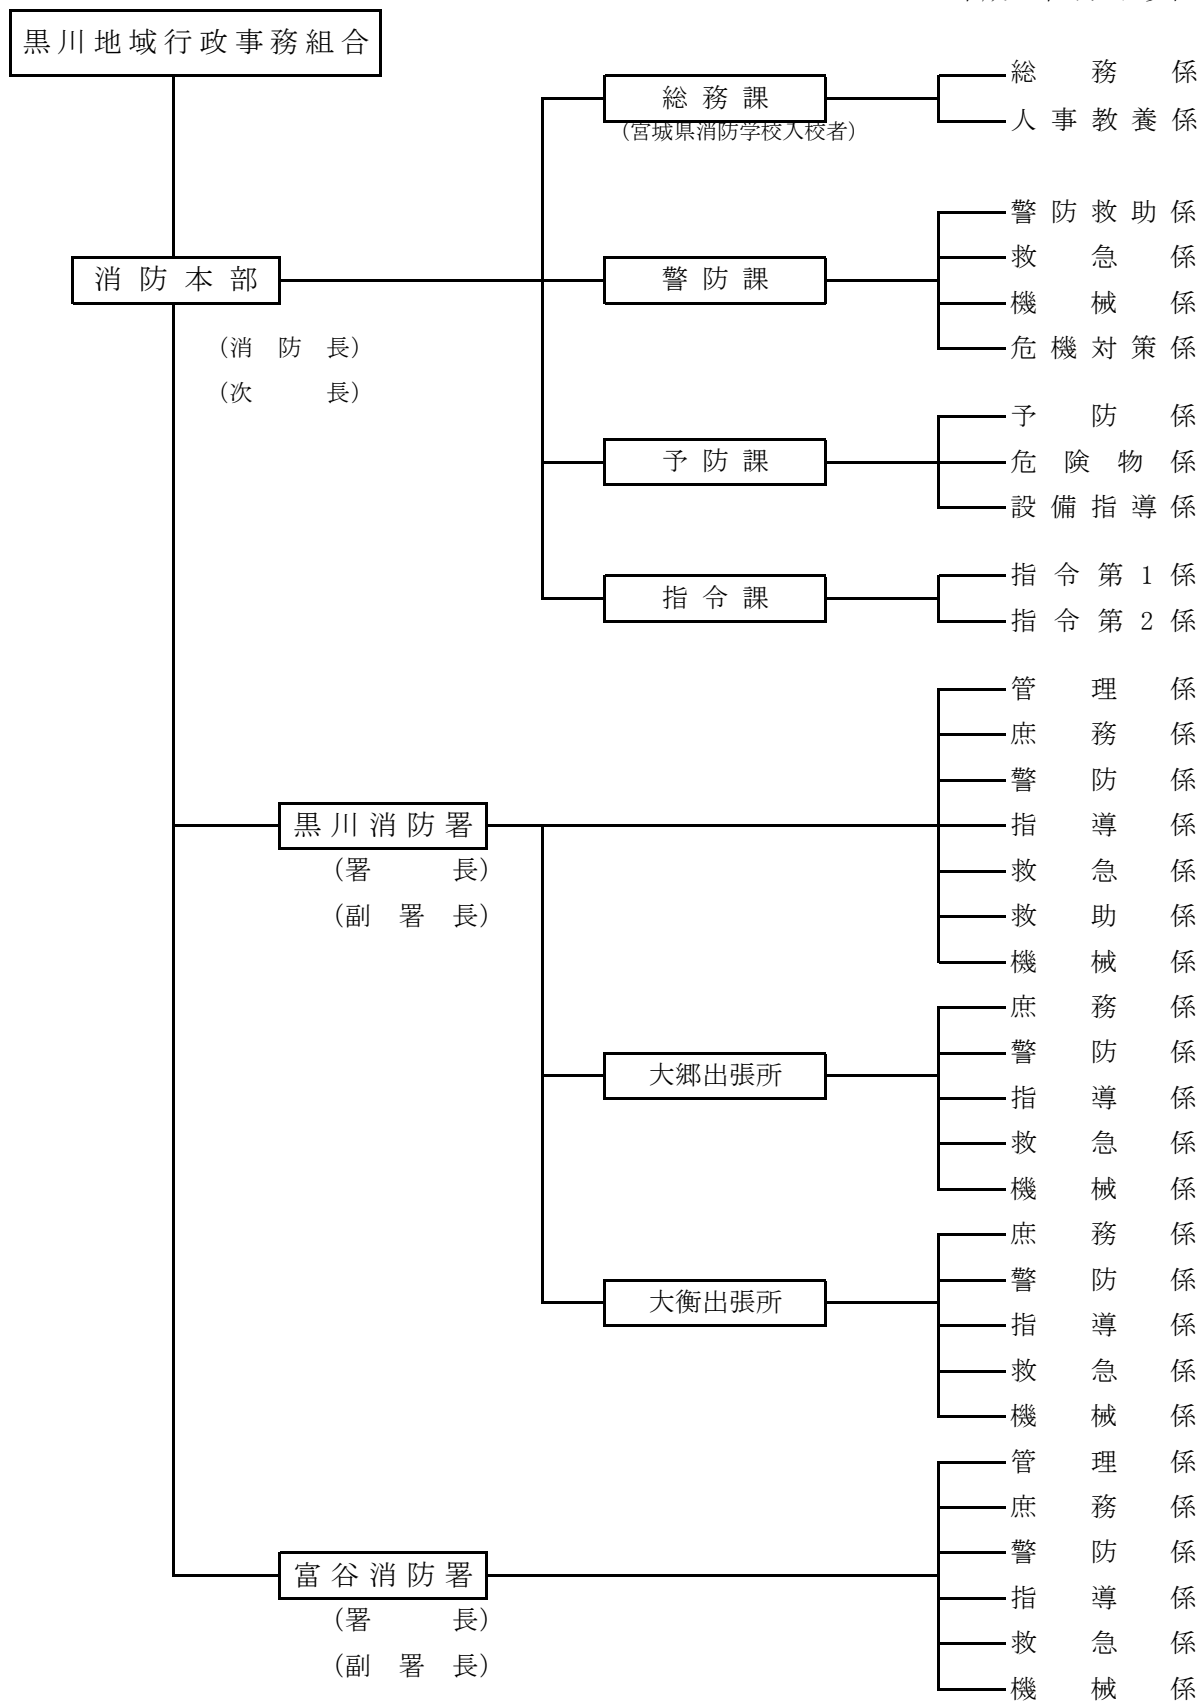 黒川地域行政事務組合
総務係
総務課
人事教養係
(宮城県消防学校入校者)
警防救助係
救急係
消防本部
警防課
機械係
(消防長)
危機対策係
(次長)
予防係
予防課
危険物係
設備指導係
指令第1係
指令課
指令第2係
管理係
庶務係
警防係
黒川消防署
指導係
(署長)
救急係
(副署長)
救助係
機械係
庶務係
警防係
大郷出張所
指導係
救急係
機械係
庶務係
警防係
大衡出張所
指導係
救急係
機械係
管理係
庶務係
警防係
富谷消防署
指導係
(署長)
救急係
(副署長)
機械係